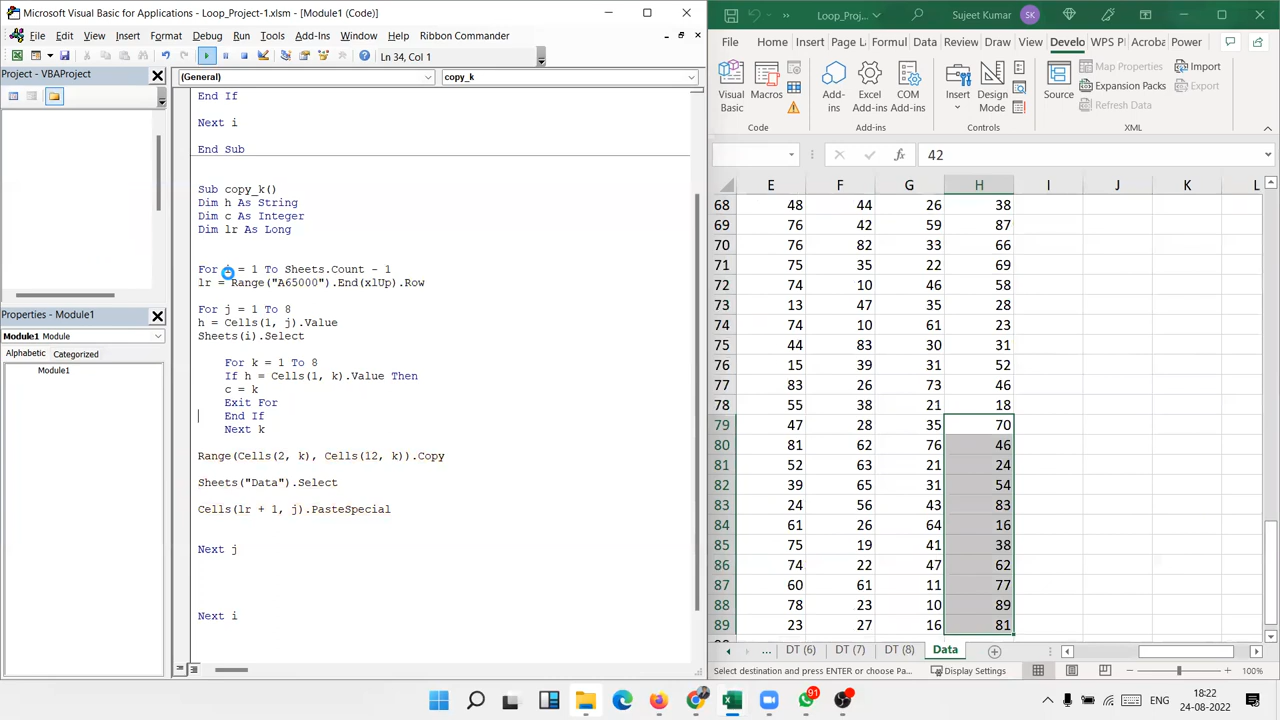 Microsoft Visual Basic for Applications - Loop_Project-1.xlsm - [Module1 (Code)]
File Edit View Insert Format Debug Run Tools Add-Ins Window Help Ribbon Commander
Ln 34, Col 1
Project - VBAProject
(General)
copy_k
End If
Next i
End Sub
Sub copy_k()
Dim h As String
Dim c As Integer
Dim lr As Long
For i = 1 To Sheets.Count - 1
lr = Range("A65000").End(xlUp).Row
For j = 1 To 8
h = Cells(1, j).Value
Sheets(i).Select
For k = 1 To 8
If h = Cells(1, k).Value Then
c = k
Exit For
End If
Next k
Range(Cells(2, k), Cells(12, k)).Copy
Sheets("Data").Select
Cells(lr + 1, j).PasteSpecial
Next j
Next i
Properties - Module1
Module1 Module
Alphabetic Categorized
Module1
Loop_Proj... Sujeet Kumar SK
File Home Insert Page L Formul Data Review Draw View Develo WPS P Acroba Power
Visual Basic
Macros
Code
Add-ins
Excel Add-ins
COM Add-ins
Add-ins
Insert
Design Mode
Controls
Source
Map Properties
Expansion Packs
Refresh Data
Import
Export
XML
42
E F G H I J K L
68 48 44 26 38
69 76 42 59 87
70 76 82 33 66
71 75 35 22 69
72 74 10 46 58
73 13 47 35 28
74 74 10 61 23
75 44 83 30 31
76 15 39 31 52
77 83 26 73 46
78 55 38 21 18
79 47 28 35 70
80 81 62 76 46
81 52 63 21 24
82 39 65 31 54
83 24 56 43 83
84 61 26 64 16
85 75 19 41 38
86 74 22 47 62
87 60 61 11 77
88 78 23 10 89
89 23 27 16 81
... DT (6) DT (7) DT (8) Data
Select destination and press ENTER or choose Pa... Display Settings 100%
91
ENG
18:22
24-08-2022